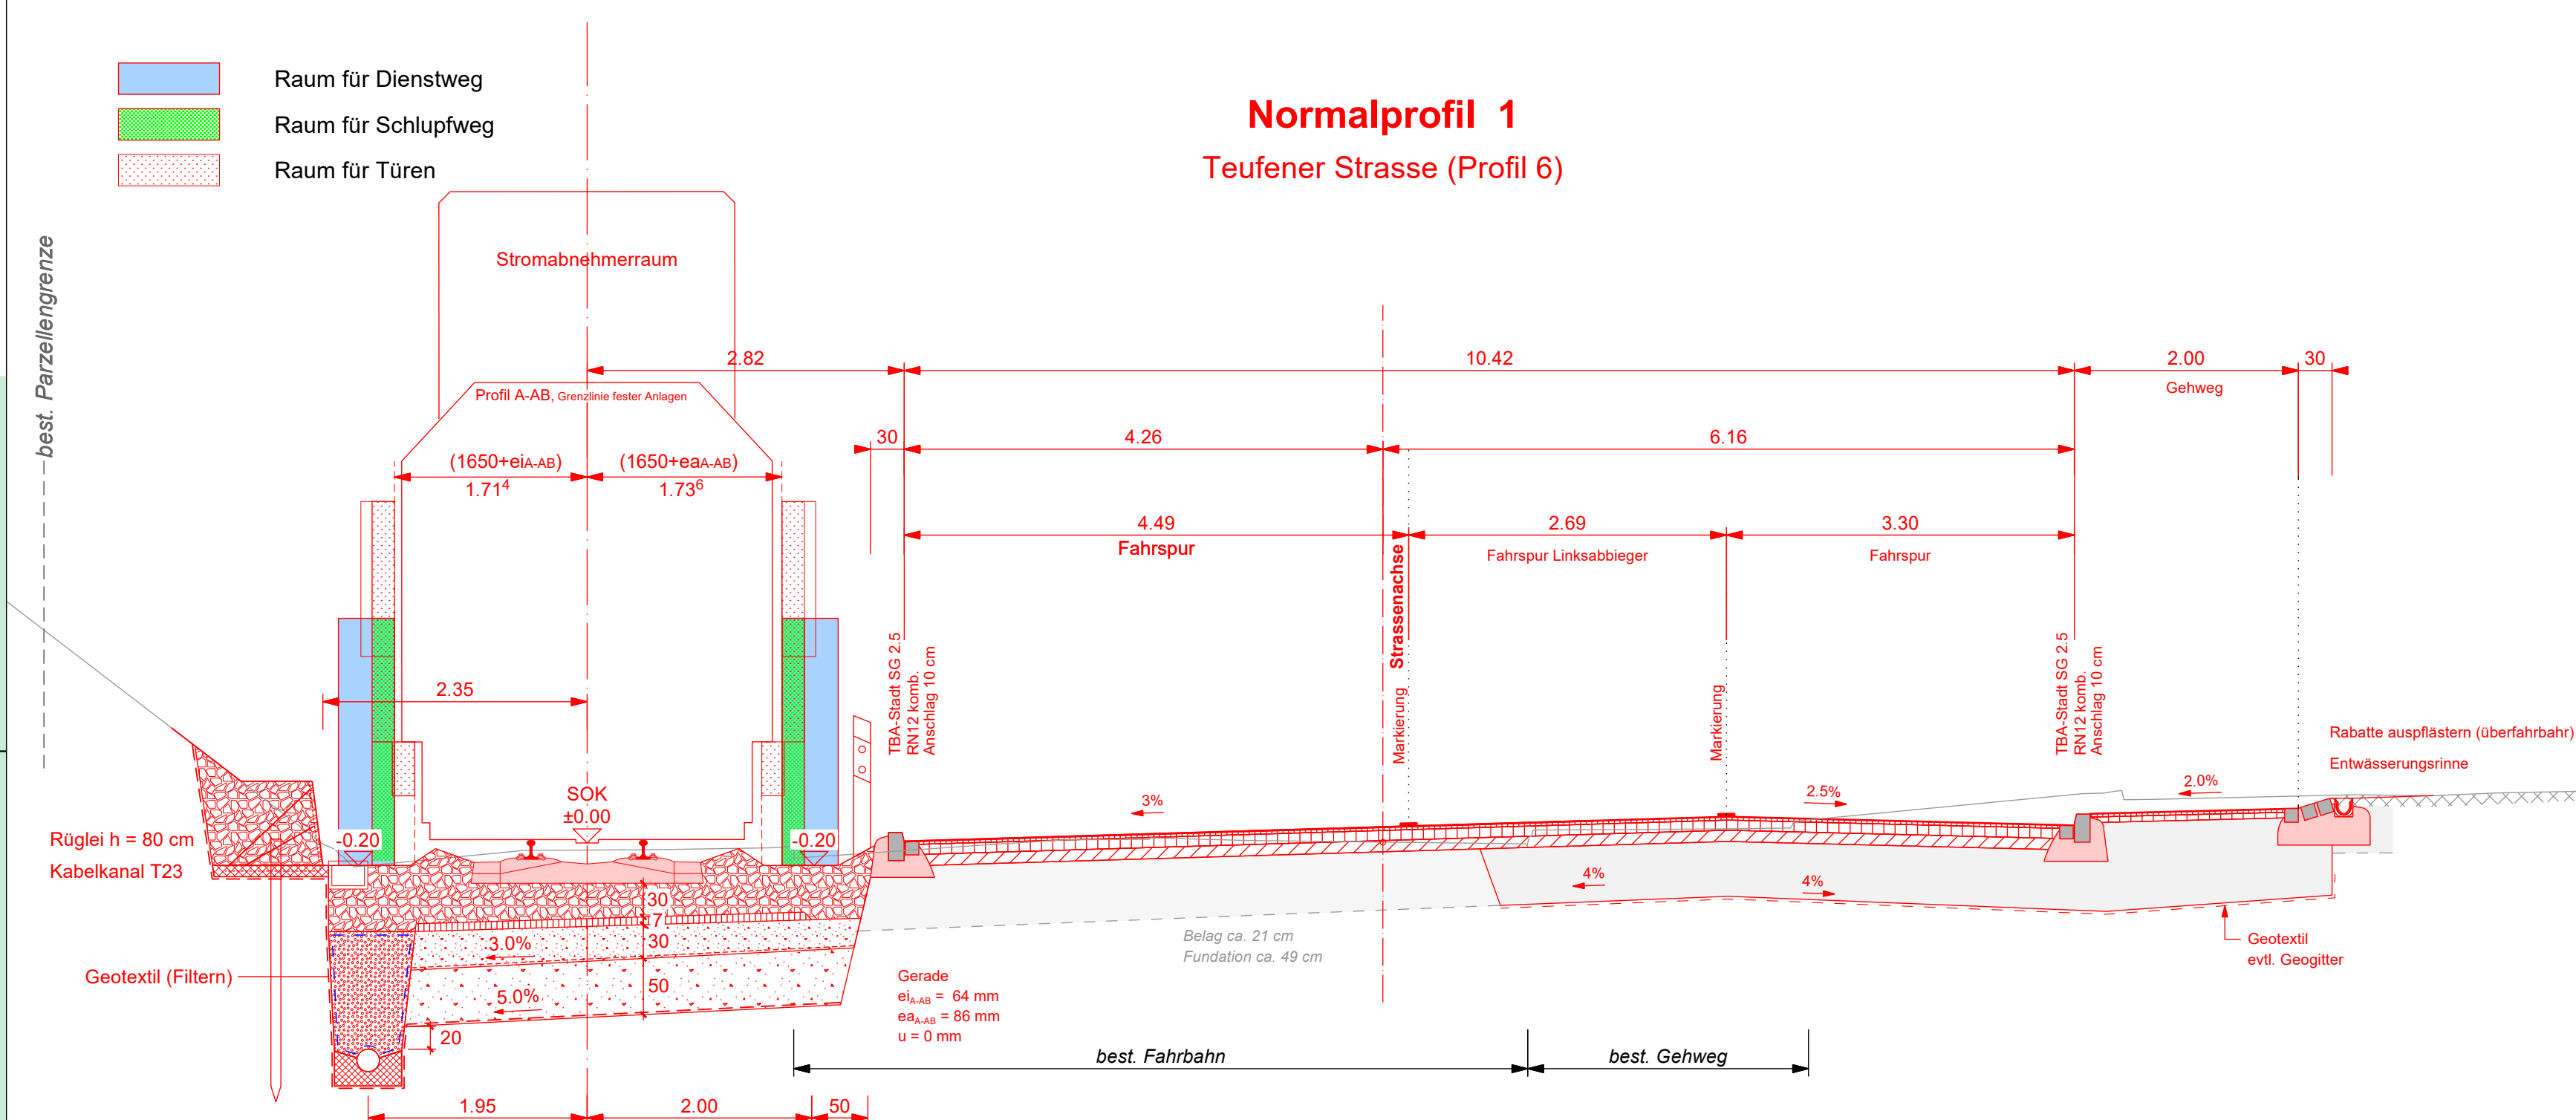 Raum für Dienstweg
Raum für Schlupfweg
Raum für Türen
Normalprofil 1
Teufener Strasse (Profil 6)
best. Parzellengrenze
Stromabnehmerraum
2.82
10.42
2.00
30
Gehweg
Profil A-AB, Grenzlinie fester Anlagen
30
4.26
6.16
(1650+eiA-AB)
(1650+eaA-AB)
1.71⁴
1.73⁶
4.49
2.69
3.30
Fahrspur
Fahrspur Linksabbieger
Fahrspur
Strassenachse
Markierung
Markierung
TBA-Stadt SG 2.5
RN12 komb.
Anschlag 10 cm
TBA-Stadt SG 2.5
RN12 komb.
Anschlag 10 cm
2.35
Rabatte auspflästern (überfahrbahr)
Entwässerungsrinne
SOK
±0.00
3%
2.5%
2.0%
Rüglei h = 80 cm
Kabelkanal T23
-0.20
-0.20
4%
4%
30
7
30
50
3.0%
5.0%
20
Geotextil (Filtern)
Belag ca. 21 cm
Fundation ca. 49 cm
Geotextil
evtl. Geogitter
Gerade
eiA-AB = 64 mm
eaA-AB = 86 mm
u = 0 mm
best. Fahrbahn
best. Gehweg
1.95
2.00
50